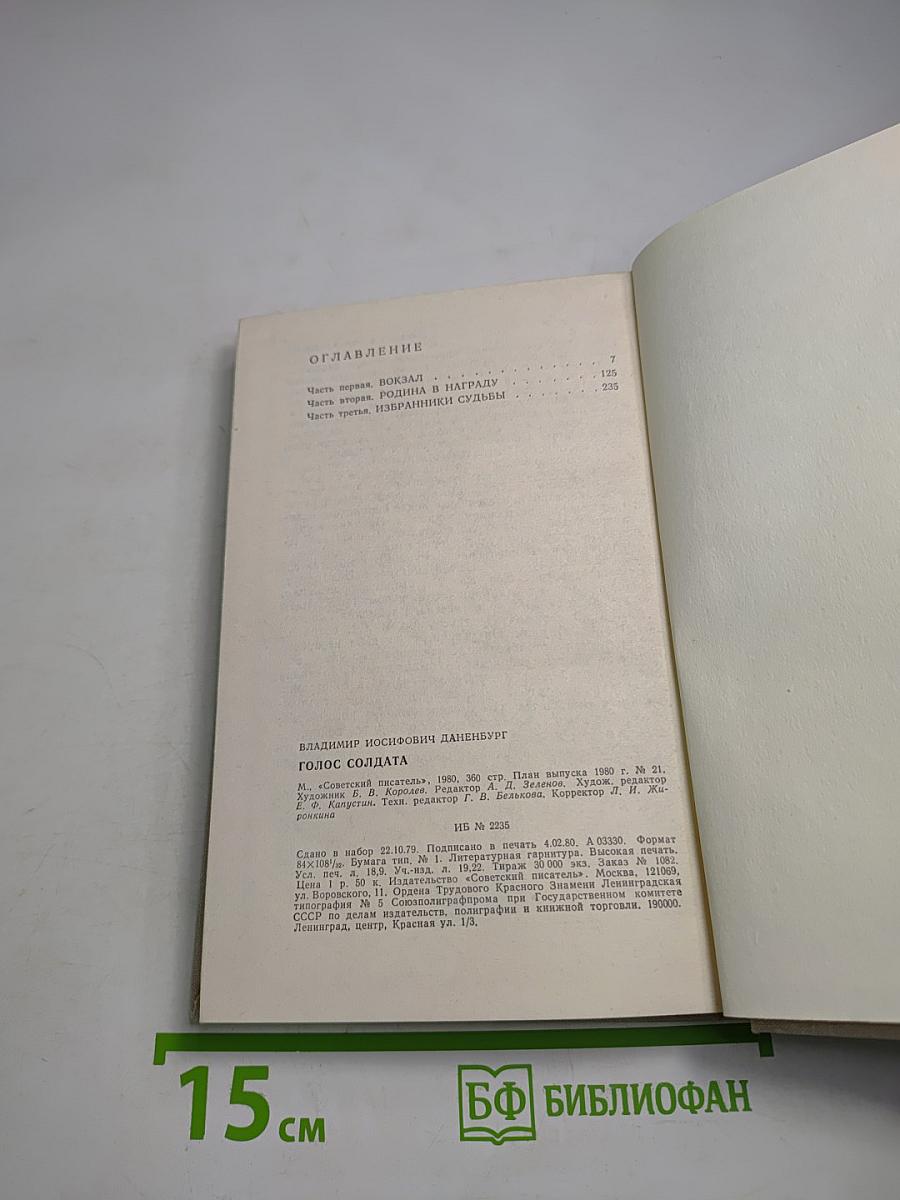 ОГЛАВЛЕНИЕ
Часть первая. ВОКЗАЛ . . . . . . . . . . . . . 7
Часть вторая. РОДИНА В НАГРАДУ . . . . . . . 125
Часть третья. ИЗБРАННИКИ СУДЬБЫ . . . . . . . 235
ВЛАДИМИР ИОСИФОВИЧ ДАНЕНБУРГ
ГОЛОС СОЛДАТА
М., «Советский писатель», 1980, 360 стр. План выпуска 1980 г. № 21.
Художник Б. В. Королев. Редактор А. Д. Зеленов. Худож. редактор
Е. Ф. Капустин. Техн. редактор Г. В. Белькова. Корректор Л. И. Жи-
ронкина
ИБ № 2235
Сдано в набор 22.10.79. Подписано в печать 4.02.80. А 03330. Формат
84×108¹/₃₂. Бумага тип. № 1. Литературная гарнитура. Высокая печать.
Усл. печ. л. 18,9. Уч.-изд. л. 19,22. Тираж 30 000 экз. Заказ № 1082.
Цена 1 р. 50 к. Издательство «Советский писатель». Москва, 121069,
ул. Воровского, 11. Ордена Трудового Красного Знамени Ленинградская
типография № 5 Союзполиграфпрома при Государственном комитете
СССР по делам издательств, полиграфии и книжной торговли. 190000.
Ленинград, центр, Красная ул. 1/3.
15 см
БФ БИБЛИОФАН